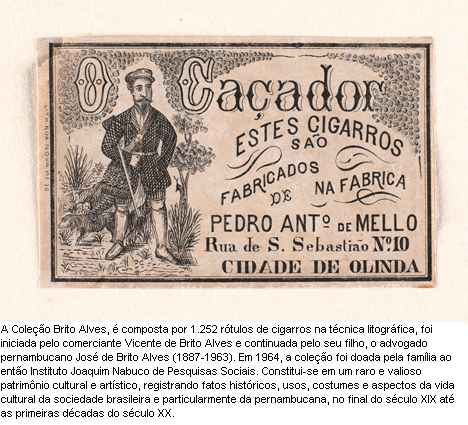 O Caçador
ESTES CIGARROS
SÃO
FABRICADOS NA FABRICA
DE
PEDRO ANTº DE MELLO
Rua de S. Sebastião Nº10
CIDADE DE OLINDA
A Coleção Brito Alves, é composta por 1.252 rótulos de cigarros na técnica litográfica, foi
iniciada pelo comerciante Vicente de Brito Alves e continuada pelo seu filho, o advogado
pernambucano José de Brito Alves (1887-1963). Em 1964, a coleção foi doada pela família ao
então Instituto Joaquim Nabuco de Pesquisas Sociais. Constitui-se em um raro e valioso
patrimônio cultural e artístico, registrando fatos históricos, usos, costumes e aspectos da vida
cultural da sociedade brasileira e particularmente da pernambucana, no final do século XIX até
as primeiras décadas do século XX.